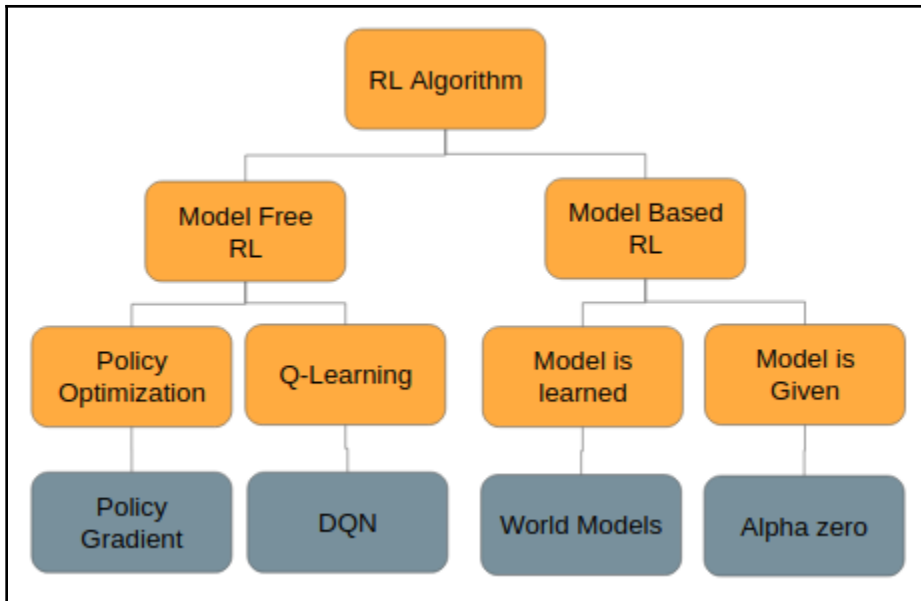 RL Algorithm
Model Free
RL
Model Based
RL
Policy
Optimization
Q-Learning
Model is
learned
Model is
Given
Policy
Gradient
DQN
World Models
Alpha zero